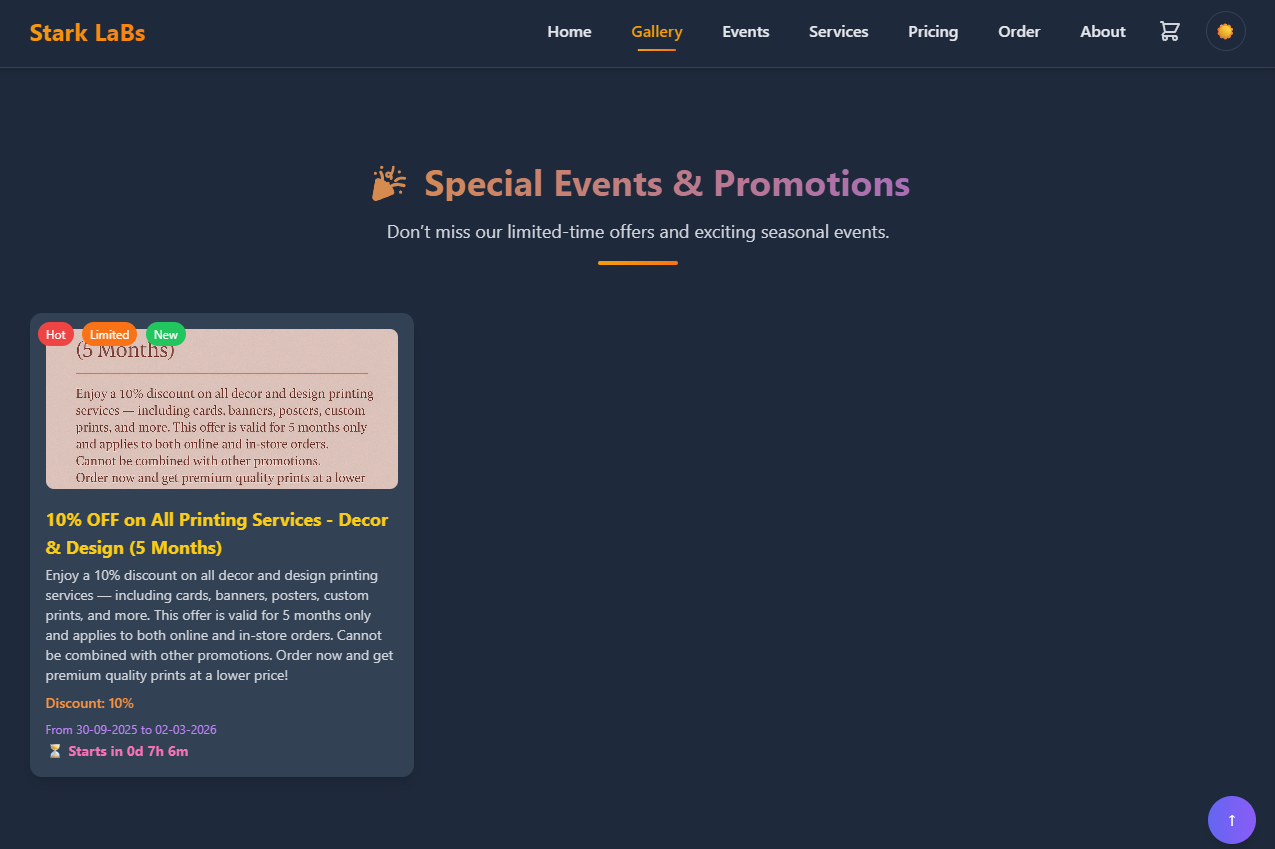 Stark LaBs
Home Gallery Events Services Pricing Order About
Special Events & Promotions
Don’t miss our limited-time offers and exciting seasonal events.
Hot Limited New
(5 Months)
Enjoy a 10% discount on all decor and design printing
services — including cards, banners, posters, custom
prints, and more. This offer is valid for 5 months only
and applies to both online and in-store orders.
Cannot be combined with other promotions.
Order now and get premium quality prints at a lower
10% OFF on All Printing Services - Decor
& Design (5 Months)
Enjoy a 10% discount on all decor and design printing
services — including cards, banners, posters, custom
prints, and more. This offer is valid for 5 months only
and applies to both online and in-store orders. Cannot
be combined with other promotions. Order now and get
premium quality prints at a lower price!
Discount: 10%
From 30-09-2025 to 02-03-2026
⏳ Starts in 0d 7h 6m
↑